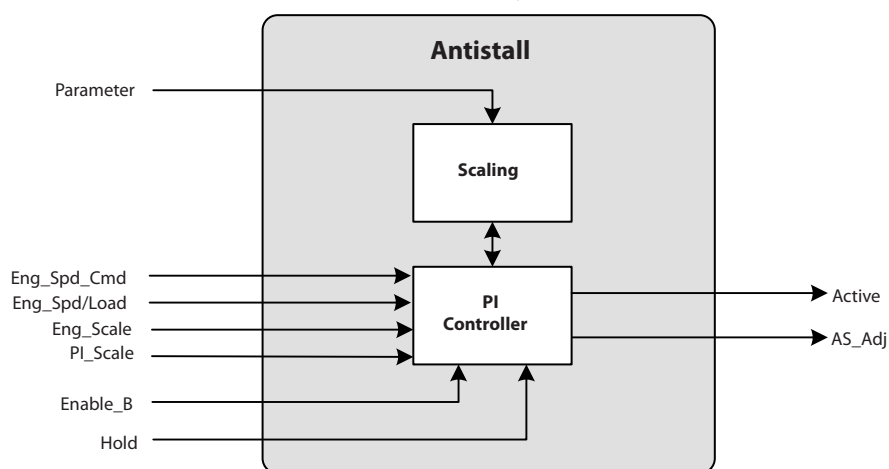 Antistall
Parameter
Scaling
Eng_Spd_Cmd
Eng_Spd/Load
Eng_Scale
PI_Scale
PI
Controller
Active
AS_Adj
Enable_B
Hold